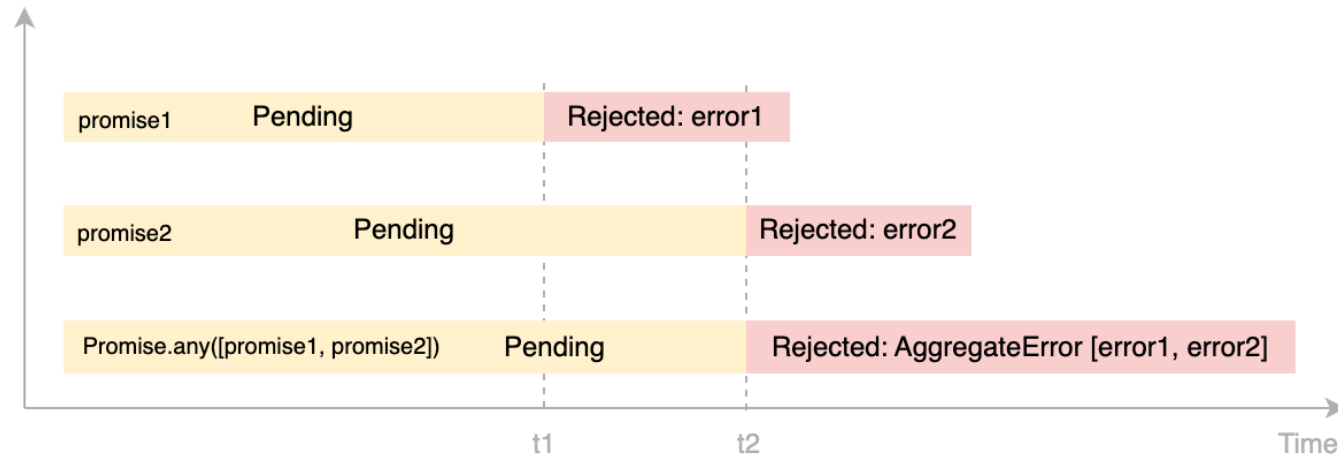 promise1 Pending Rejected: error1
promise2 Pending Rejected: error2
Promise.any([promise1, promise2]) Pending Rejected: AggregateError [error1, error2]
t1 t2 Time